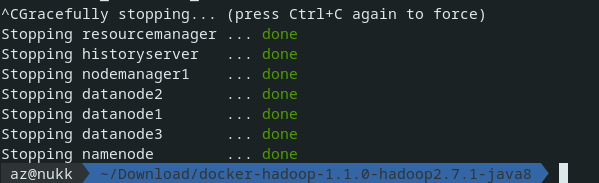 ^CGracefully stopping... (press Ctrl+C again to force)
Stopping resourcemanager ... done
Stopping historyserver   ... done
Stopping nodemanager1    ... done
Stopping datanode2       ... done
Stopping datanode1       ... done
Stopping datanode3       ... done
Stopping namenode        ... done
az@nukk ~/Download/docker-hadoop-1.1.0-hadoop2.7.1-java8